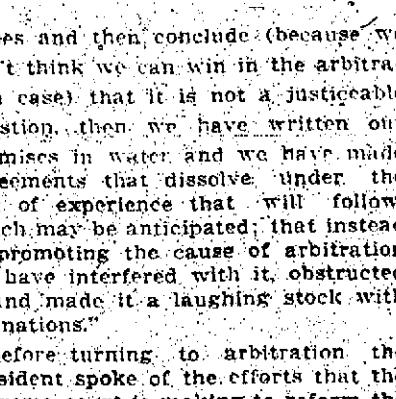 es and then conclude (because we
't think we can win in the arbitra-
case) that it is not a justiceable
stion, then we have written our
mises in water and we have made
eements that dissolve under the
of experience that will follow
ch may be anticipated; that instead
promoting the cause of arbitration
have interfered with it, obstructed
and made it a laughing stock with
nations."
efore turning to arbitration the
sident spoke of the efforts that the